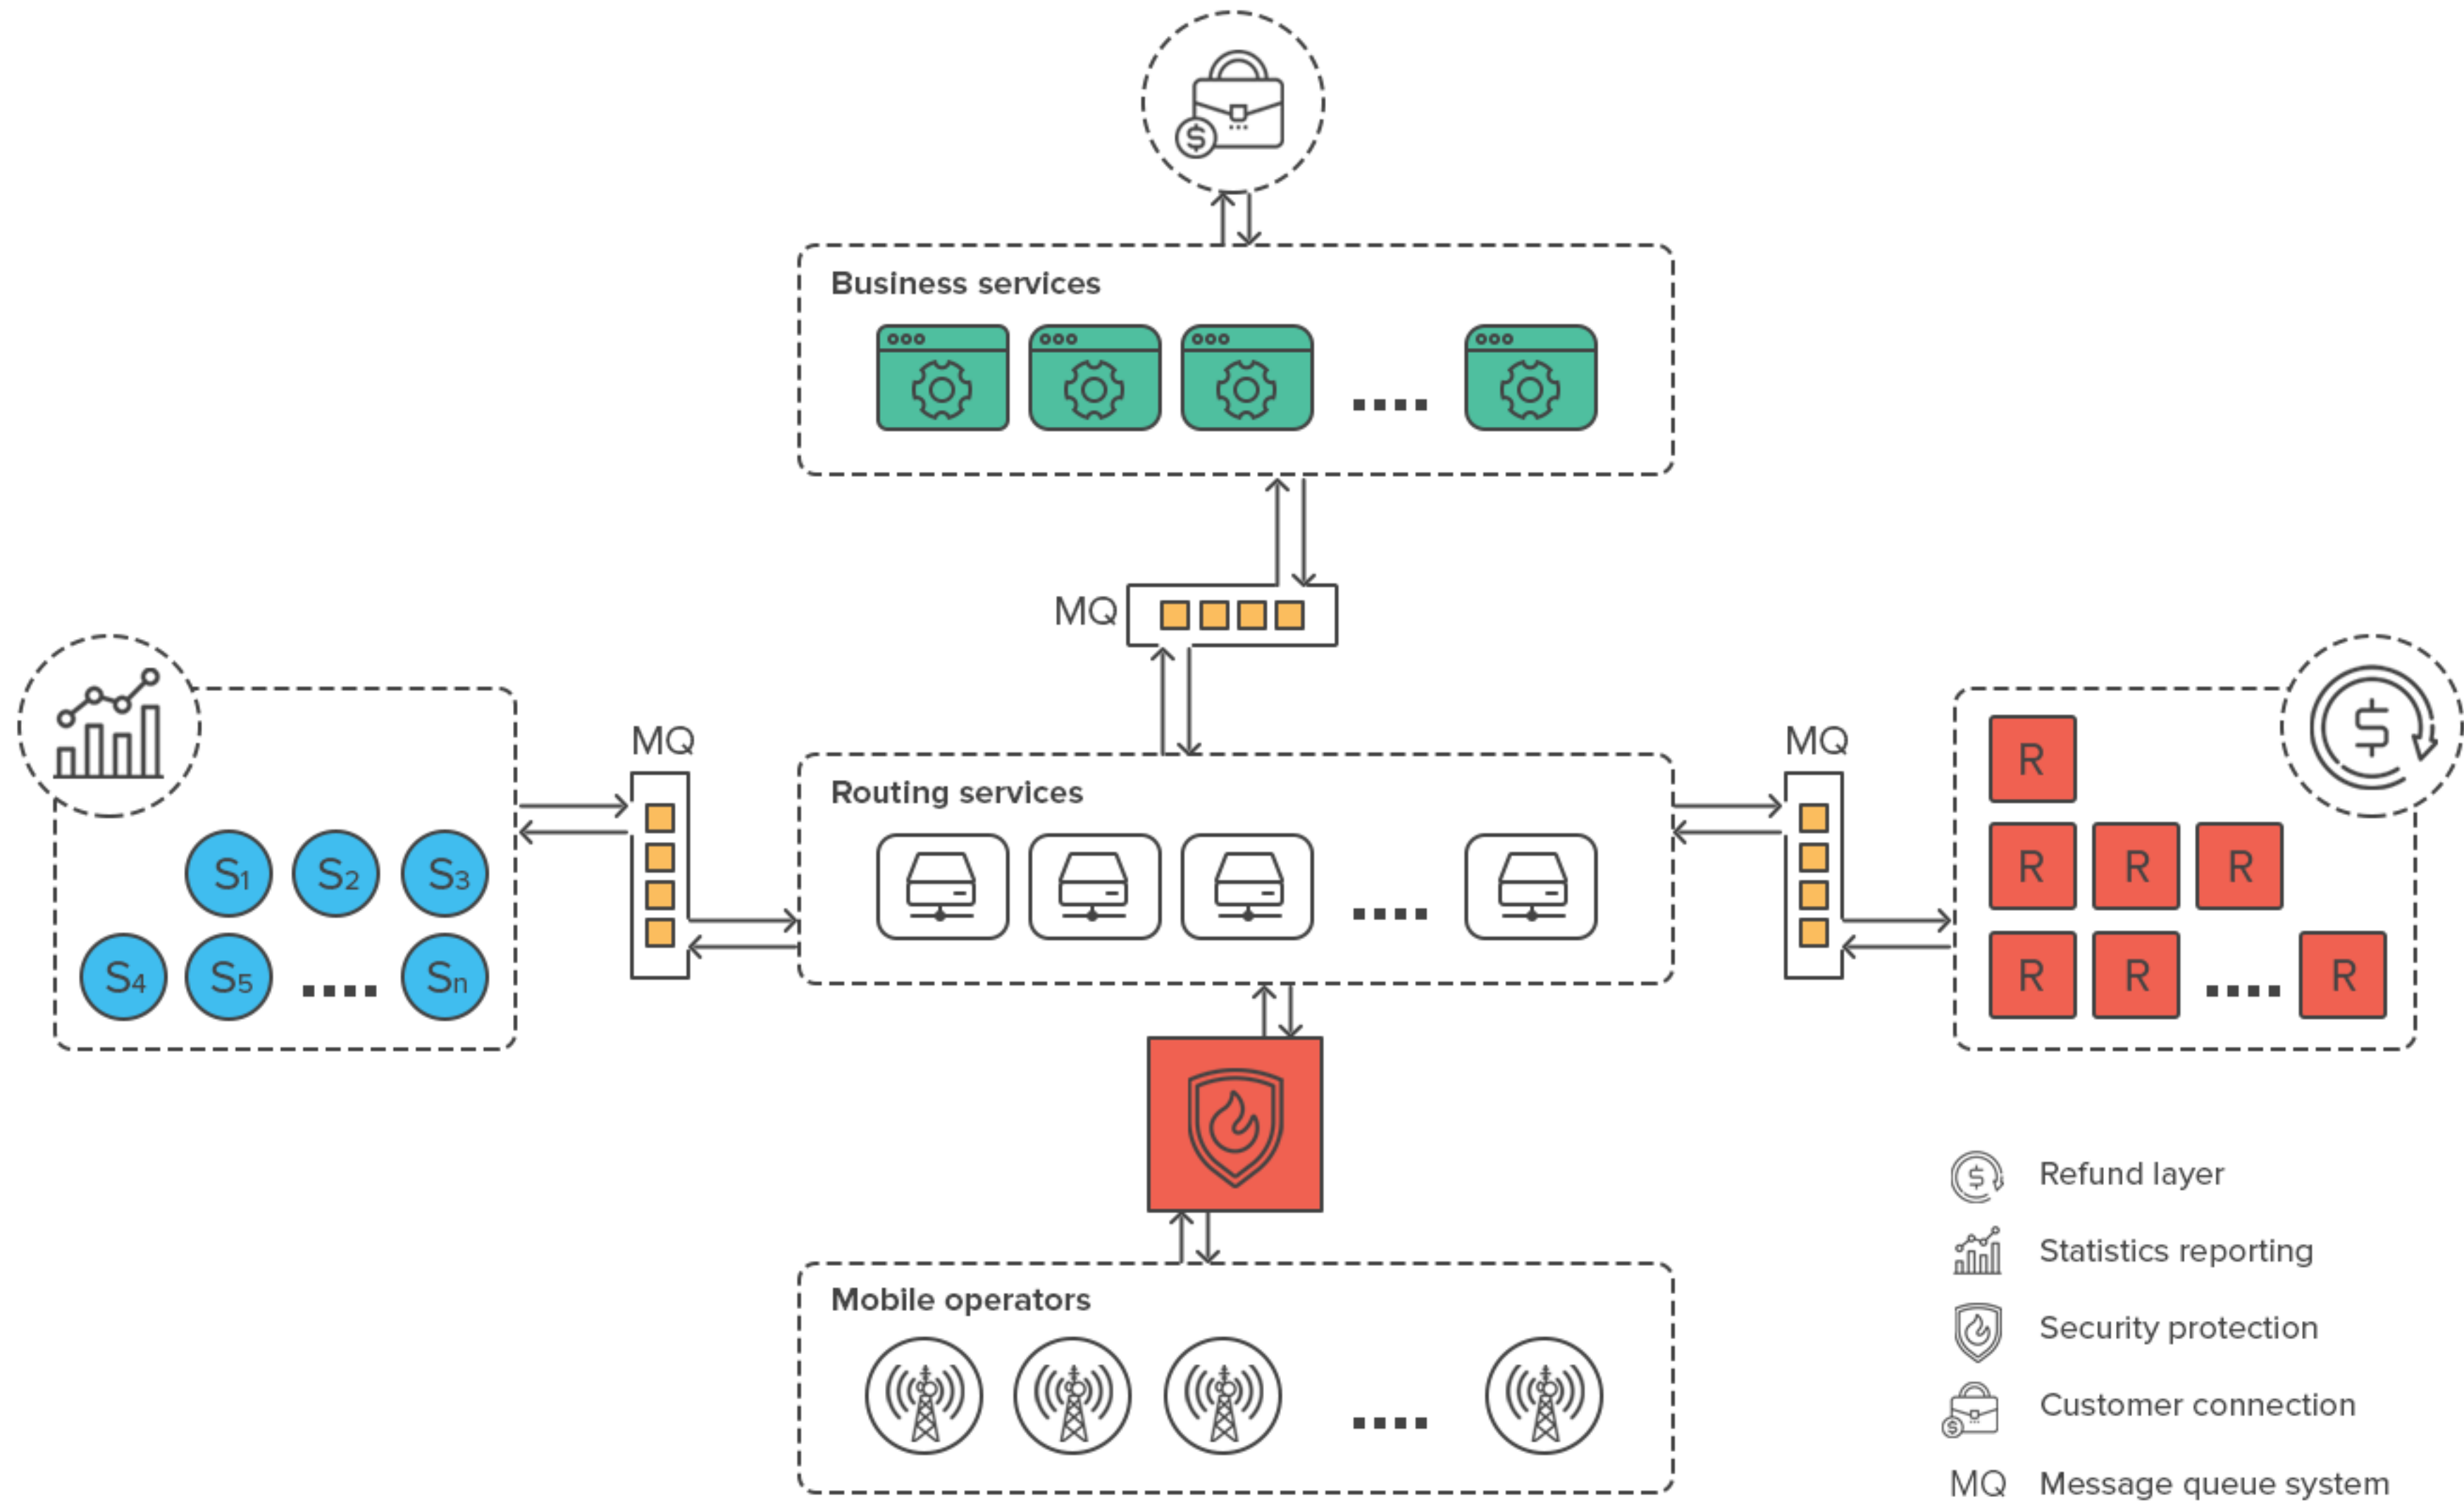 Business services
MQ
MQ
MQ
Routing services
S1 S2 S3
S4 S5 .... Sn
R
R R R
R R .... R
Mobile operators
Refund layer
Statistics reporting
Security protection
Customer connection
MQ Message queue system